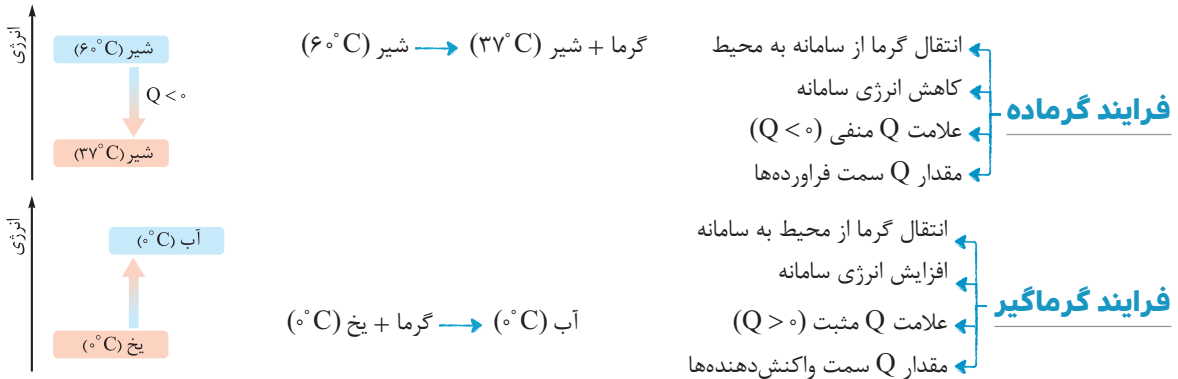 فرایند گرماده
انتقال گرما از سامانه به محیط
کاهش انرژی سامانه
علامت Q منفی (Q < ۰)
مقدار Q سمت فراورده‌ها
شیر (۶۰°C) → شیر (۳۷°C) + گرما
انرژی
شیر (۶۰°C)
Q < ۰
شیر (۳۷°C)
فرایند گرماگیر
انتقال گرما از محیط به سامانه
افزایش انرژی سامانه
علامت Q مثبت (Q > ۰)
مقدار Q سمت واکنش‌دهنده‌ها
یخ (۰°C) + گرما → آب (۰°C)
انرژی
آب (۰°C)
یخ (۰°C)